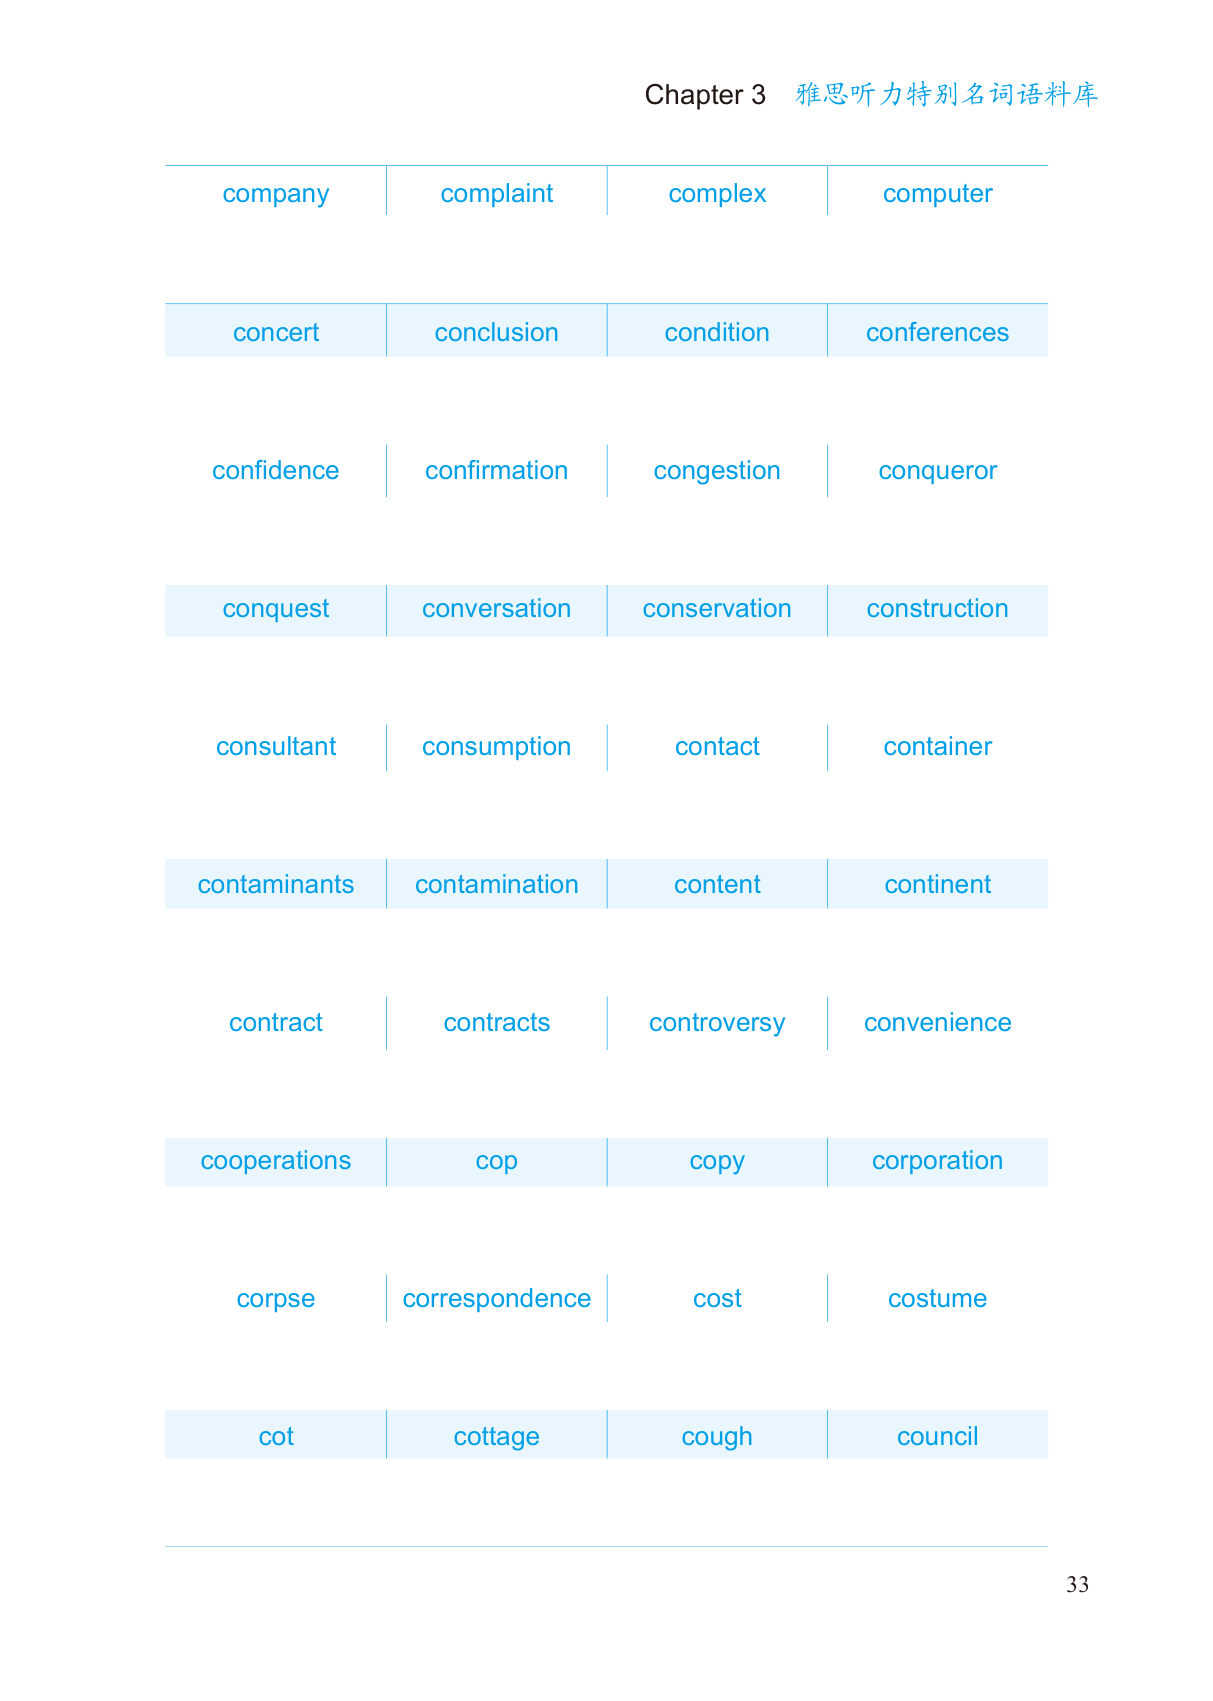 Chapter 3 雅思听力特别名词语料库
company complaint complex computer
concert conclusion condition conferences
confidence confirmation congestion conqueror
conquest conversation conservation construction
consultant consumption contact container
contaminants contamination content continent
contract contracts controversy convenience
cooperations cop copy corporation
corpse correspondence cost costume
cot cottage cough council
33